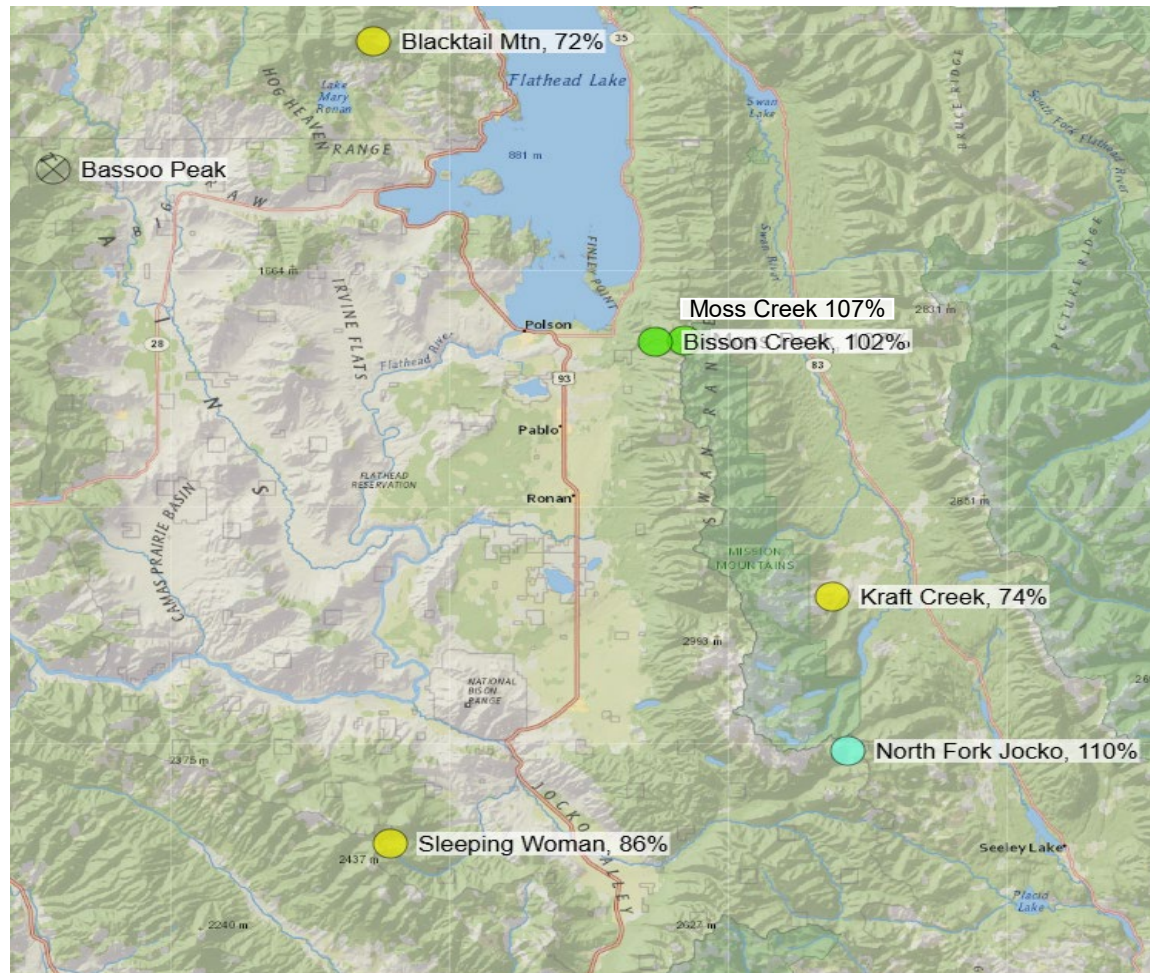 Blacktail Mtn, 72%
35
Flathead Lake
HOG HEAVEN
RANGE
Lake
Mary
Ronan
881 m
Swan
Lake
BRUCE RIDGE
South Fork Flathead
River
Bassoo Peak
1664 m
IRVINE FLATS
FINLEY POINT
Swan
River
PICTURE RIDGE
2831 m
Moss Creek 107%
Bisson Creek, 102%
Polson
Flathead River
28
93
83
Pablo
FLATHEAD
RESERVATION
Ronan
SWAN RANGE
2851 m
CAMAS PRAIRIE BASIN
MISSION
MOUNTAINS
Kraft Creek, 74%
2993 m
NATIONAL
BISON
RANGE
2375 m
North Fork Jocko, 110%
JOCKO VALLEY
Sleeping Woman, 86%
2437 m
Seeley Lake
Placid
Lake
2240 m
2627 m